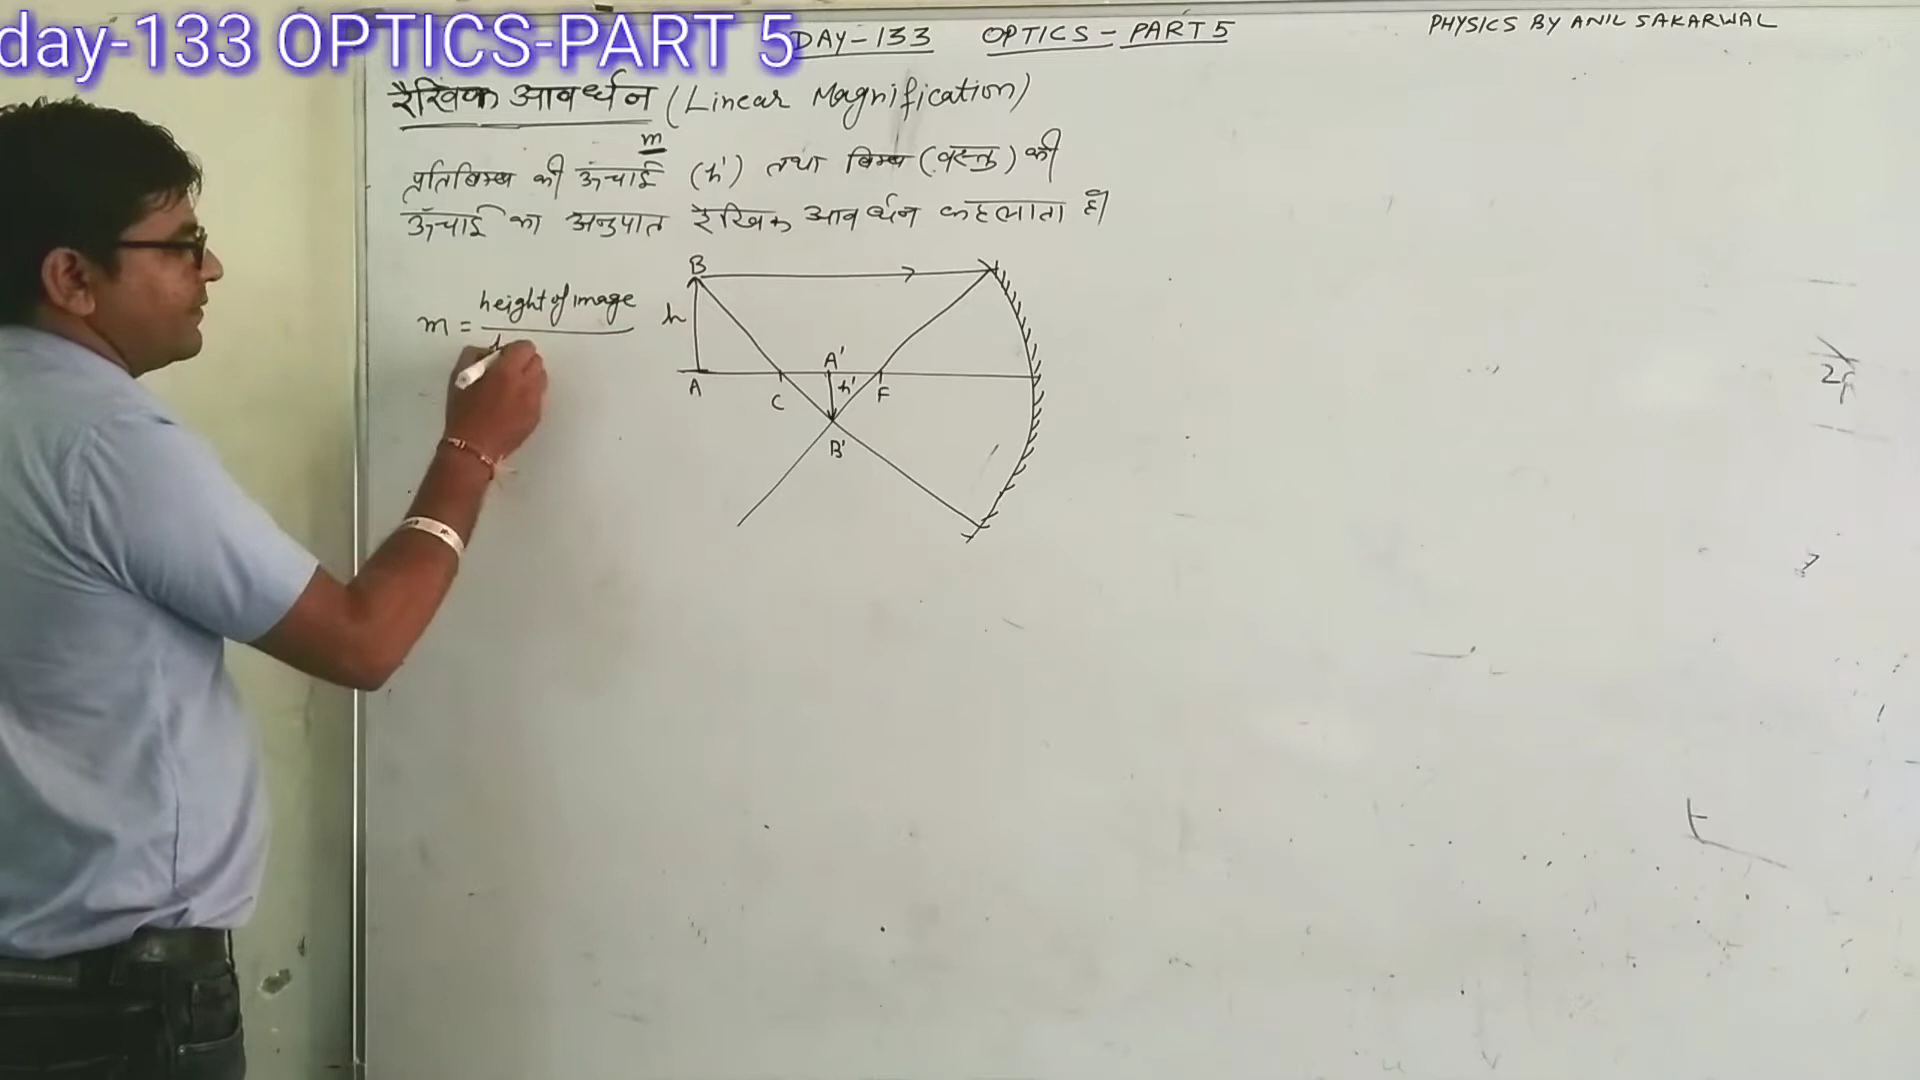 day-133 OPTICS-PART 5
DAY-133 OPTICS - PART 5
PHYSICS BY ANIL SAKARWAL
रैखिक आवर्धन (Linear Magnification)
m
प्रतिबिम्ब की ऊंचाई (h') तथा बिम्ब (वस्तु) की
ऊँचाई का अनुपात रैखिक आवर्धन कहलाता है।
m = height of image
B
h
A
C
A'
h'
F
B'